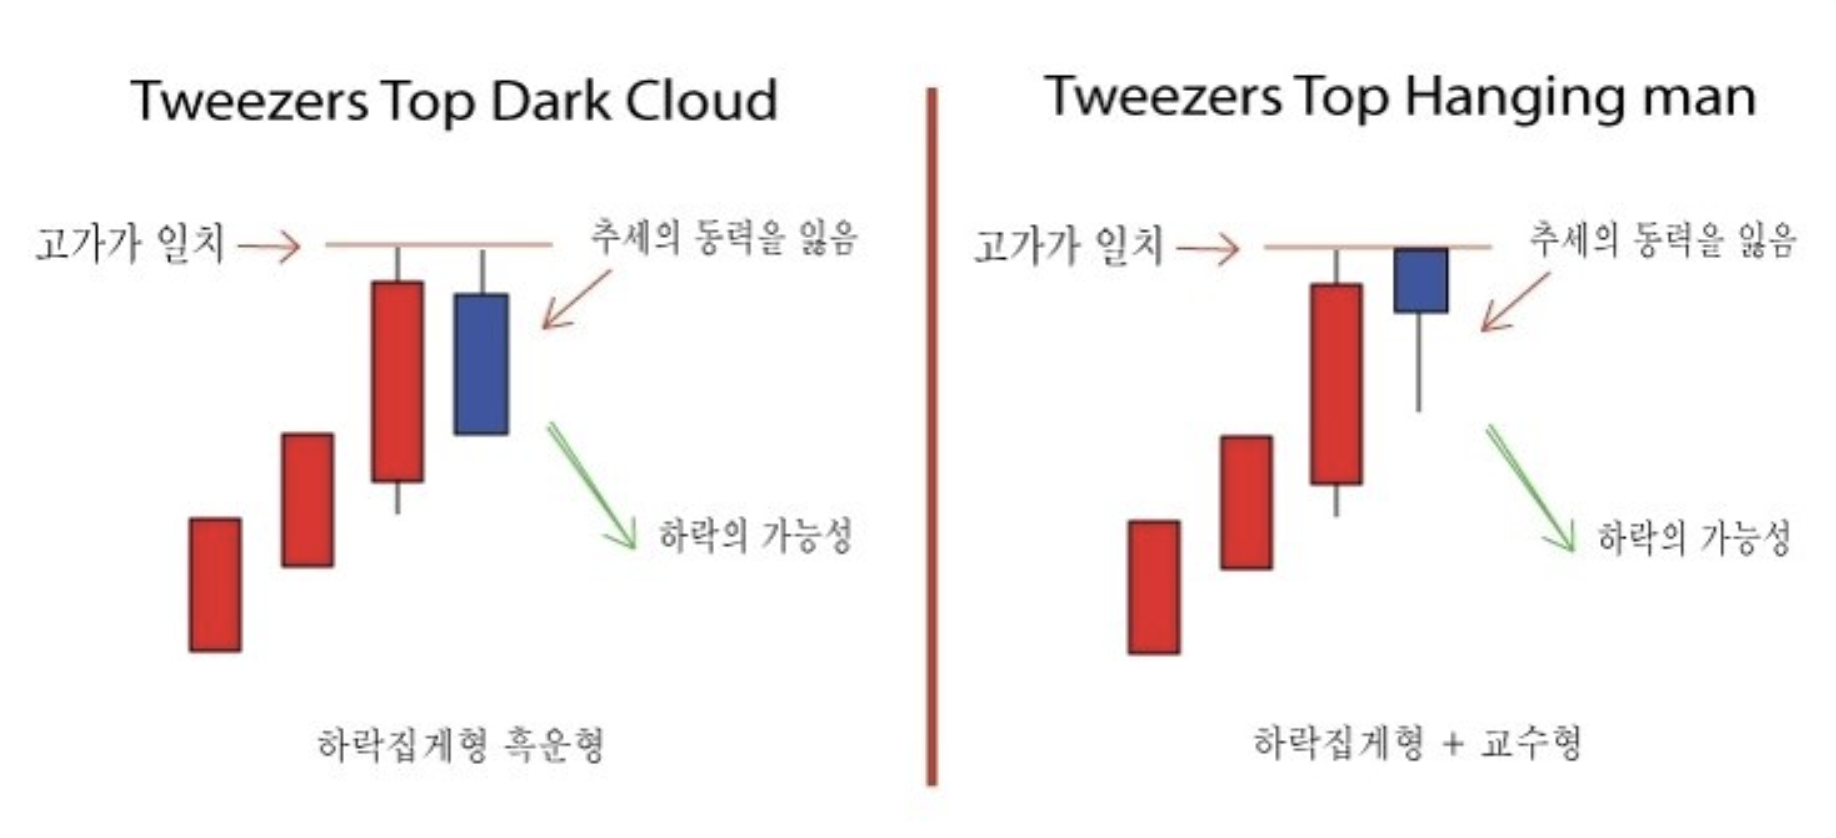 Tweezers Top Dark Cloud
고가가 일치
추세의 동력을 잃음
하락의 가능성
하락집게형 흑운형
Tweezers Top Hanging man
고가가 일치
추세의 동력을 잃음
하락의 가능성
하락집게형 + 교수형